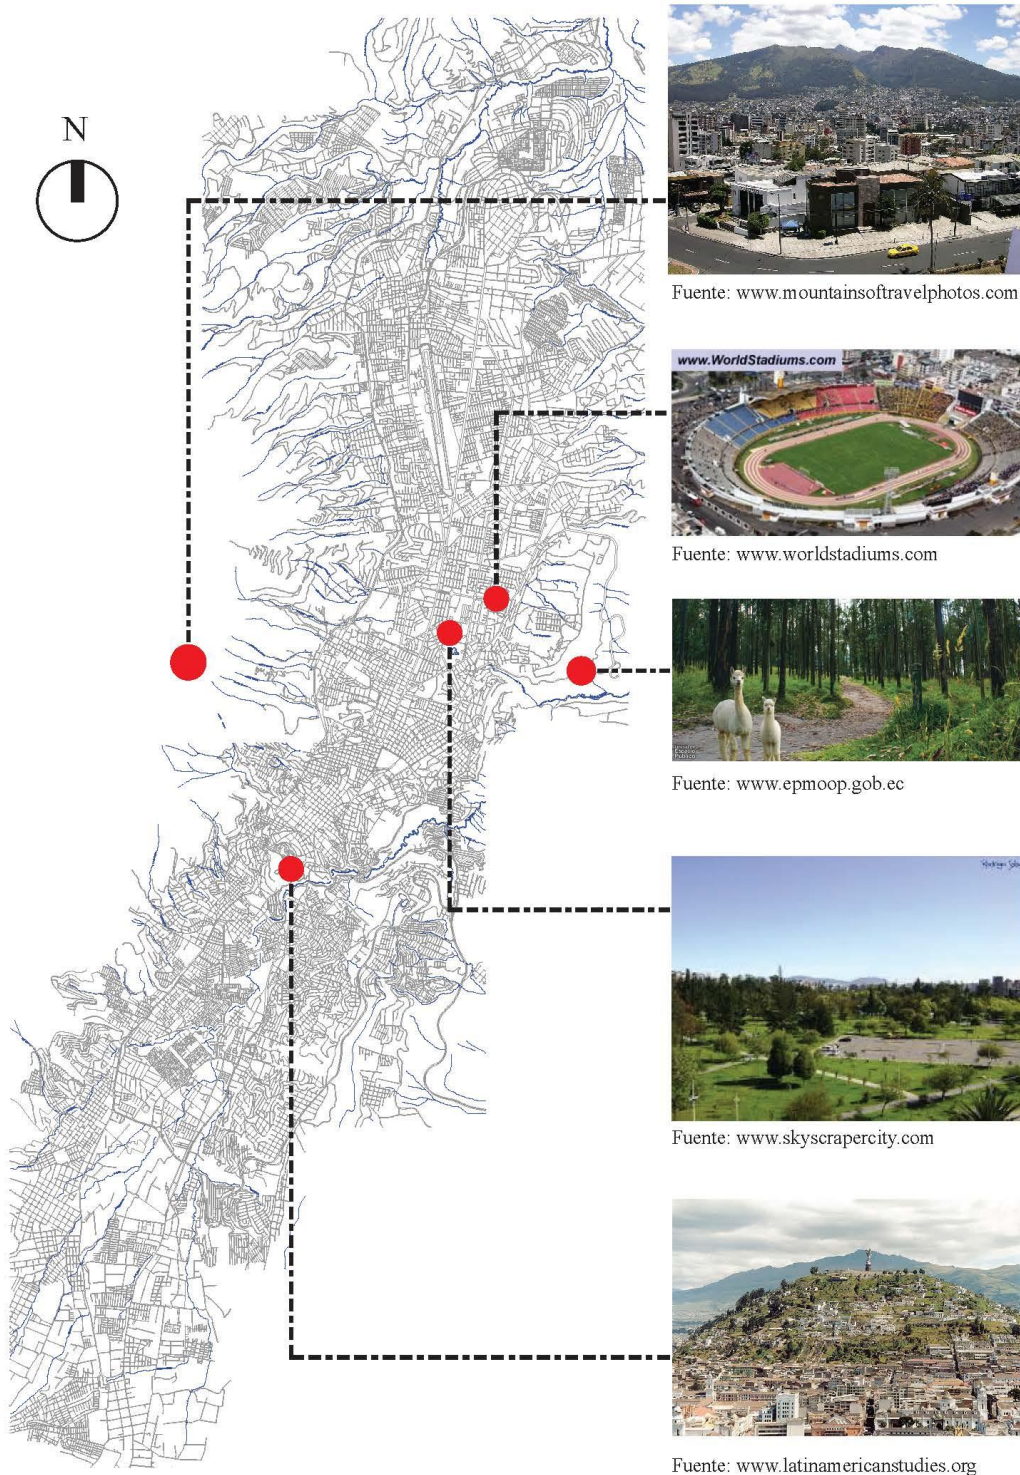 N
Fuente: www.mountainsoftravelphotos.com
www.WorldStadiums.com
Fuente: www.worldstadiums.com
Fuente: www.epmoop.gob.ec
Fuente: www.skyscrapercity.com
Fuente: www.latinamericanstudies.org